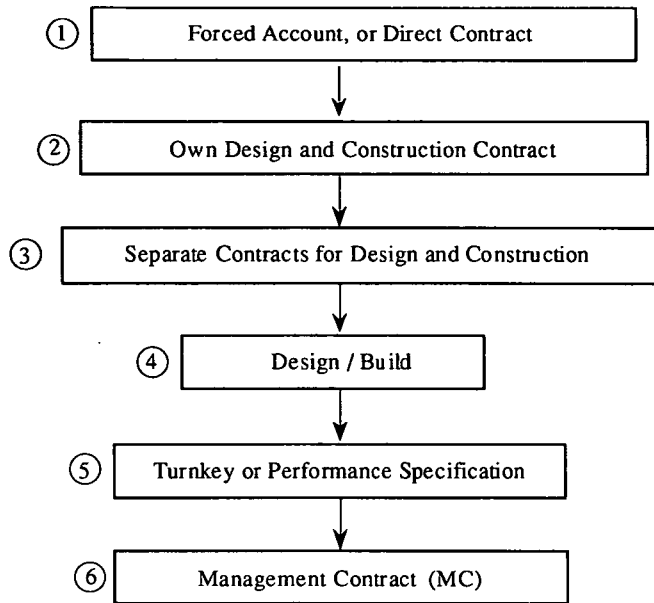 ① Forced Account, or Direct Contract
② Own Design and Construction Contract
③ Separate Contracts for Design and Construction
④ Design / Build
⑤ Turnkey or Performance Specification
⑥ Management Contract (MC)